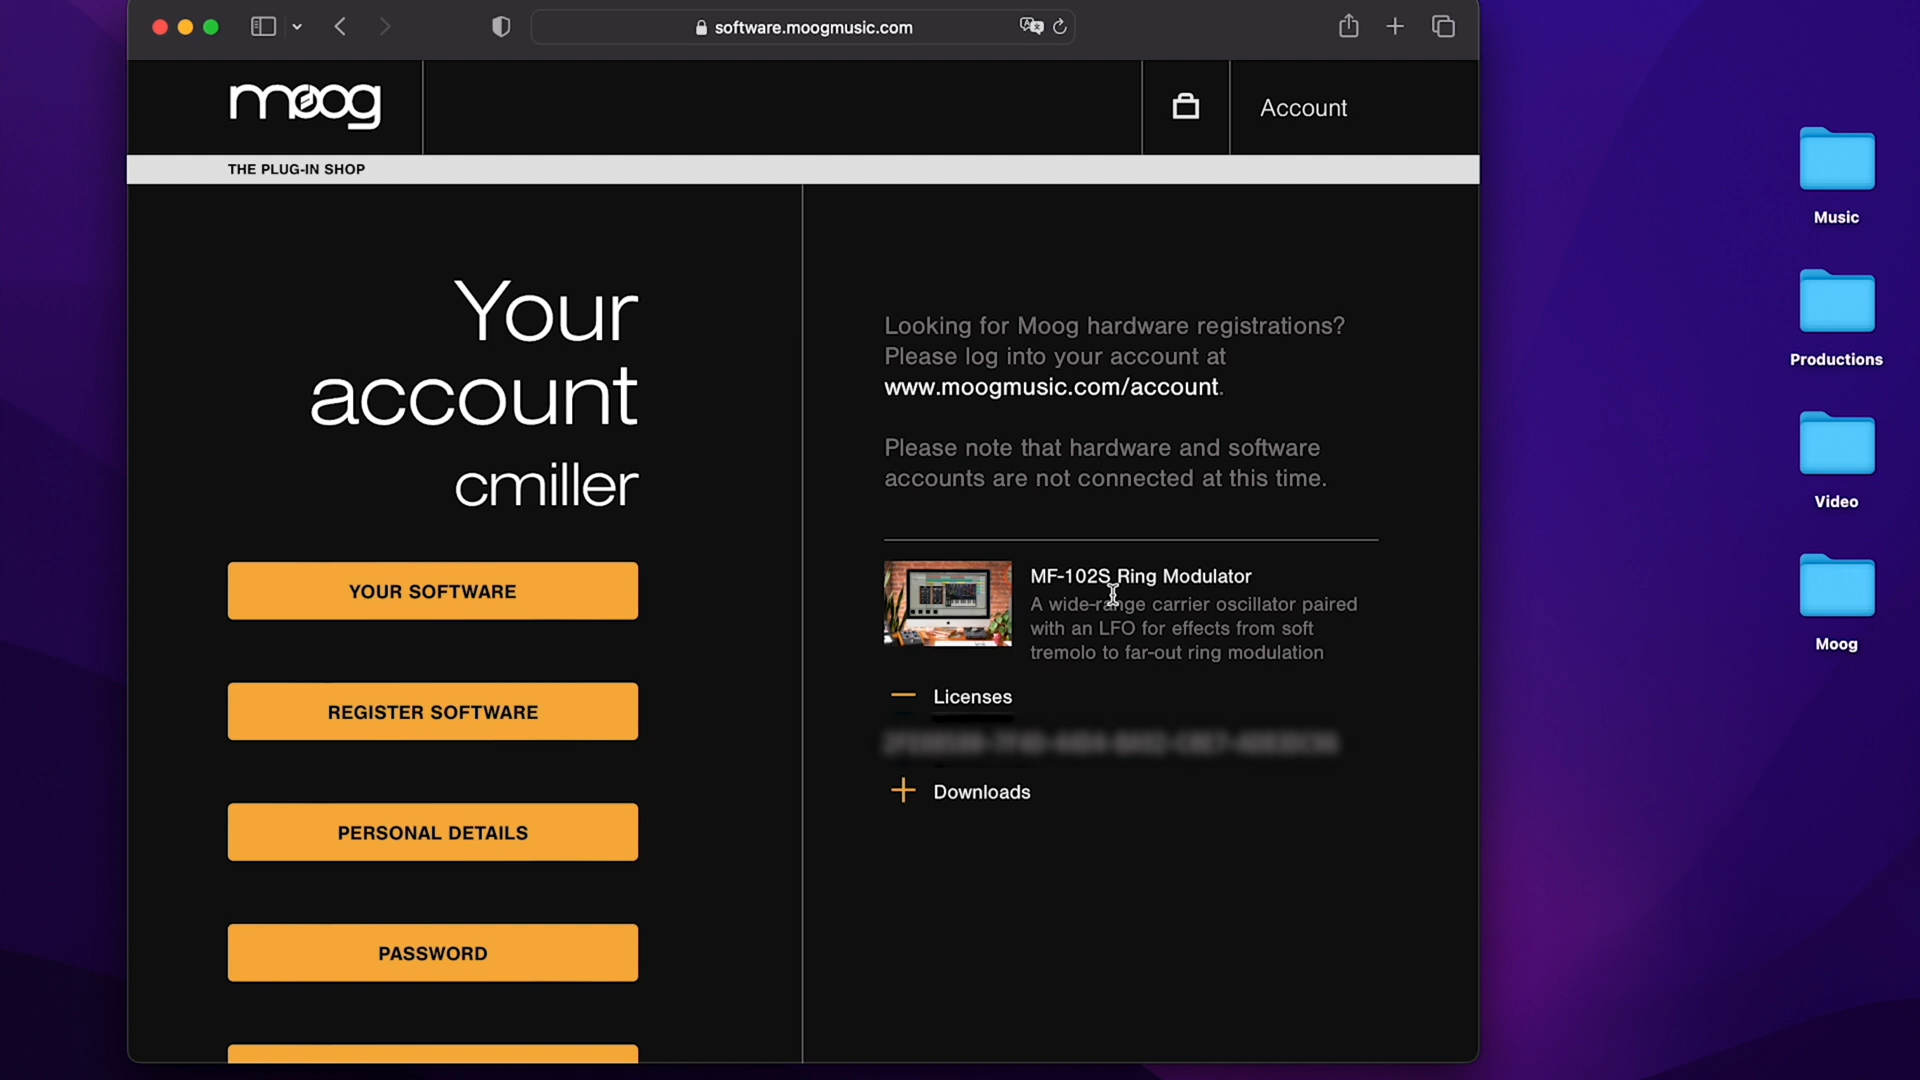 software.moogmusic.com
moog
Account
THE PLUG-IN SHOP
Your
account
cmiller
YOUR SOFTWARE
REGISTER SOFTWARE
PERSONAL DETAILS
PASSWORD
Looking for Moog hardware registrations?
Please log into your account at
www.moogmusic.com/account.
Please note that hardware and software
accounts are not connected at this time.
MF-102S Ring Modulator
A wide-range carrier oscillator paired
with an LFO for effects from soft
tremolo to far-out ring modulation
Licenses
Downloads
Music
Productions
Video
Moog